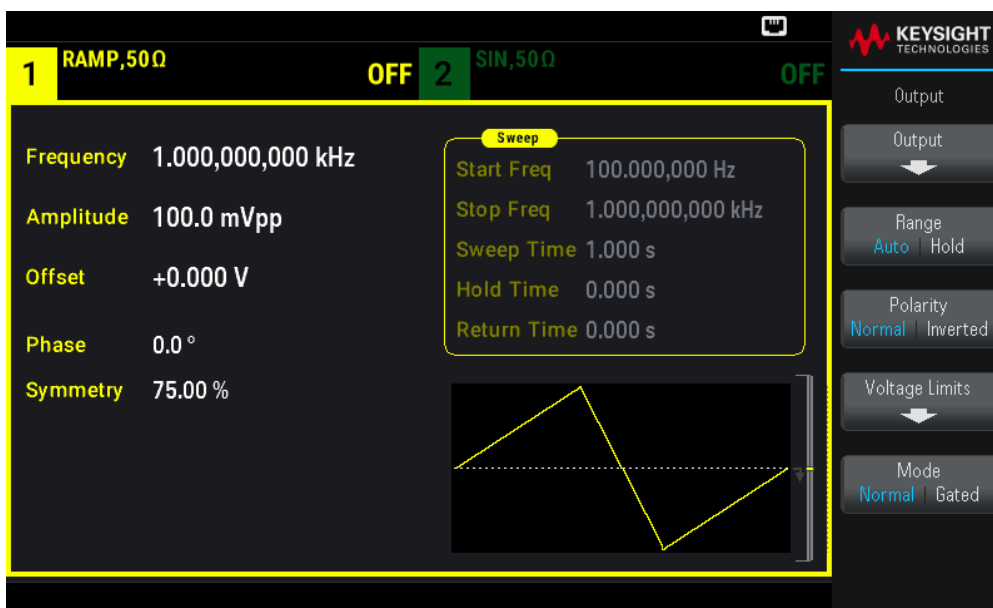 KEYSIGHT
TECHNOLOGIES
1 RAMP,50Ω OFF
2 SIN,50Ω OFF
Frequency 1.000,000,000 kHz
Amplitude 100.0 mVpp
Offset +0.000 V
Phase 0.0 °
Symmetry 75.00 %
Sweep
Start Freq 100.000,000 Hz
Stop Freq 1.000,000,000 kHz
Sweep Time 1.000 s
Hold Time 0.000 s
Return Time 0.000 s
Output
Output
Range
Auto | Hold
Polarity
Normal | Inverted
Voltage Limits
Mode
Normal | Gated